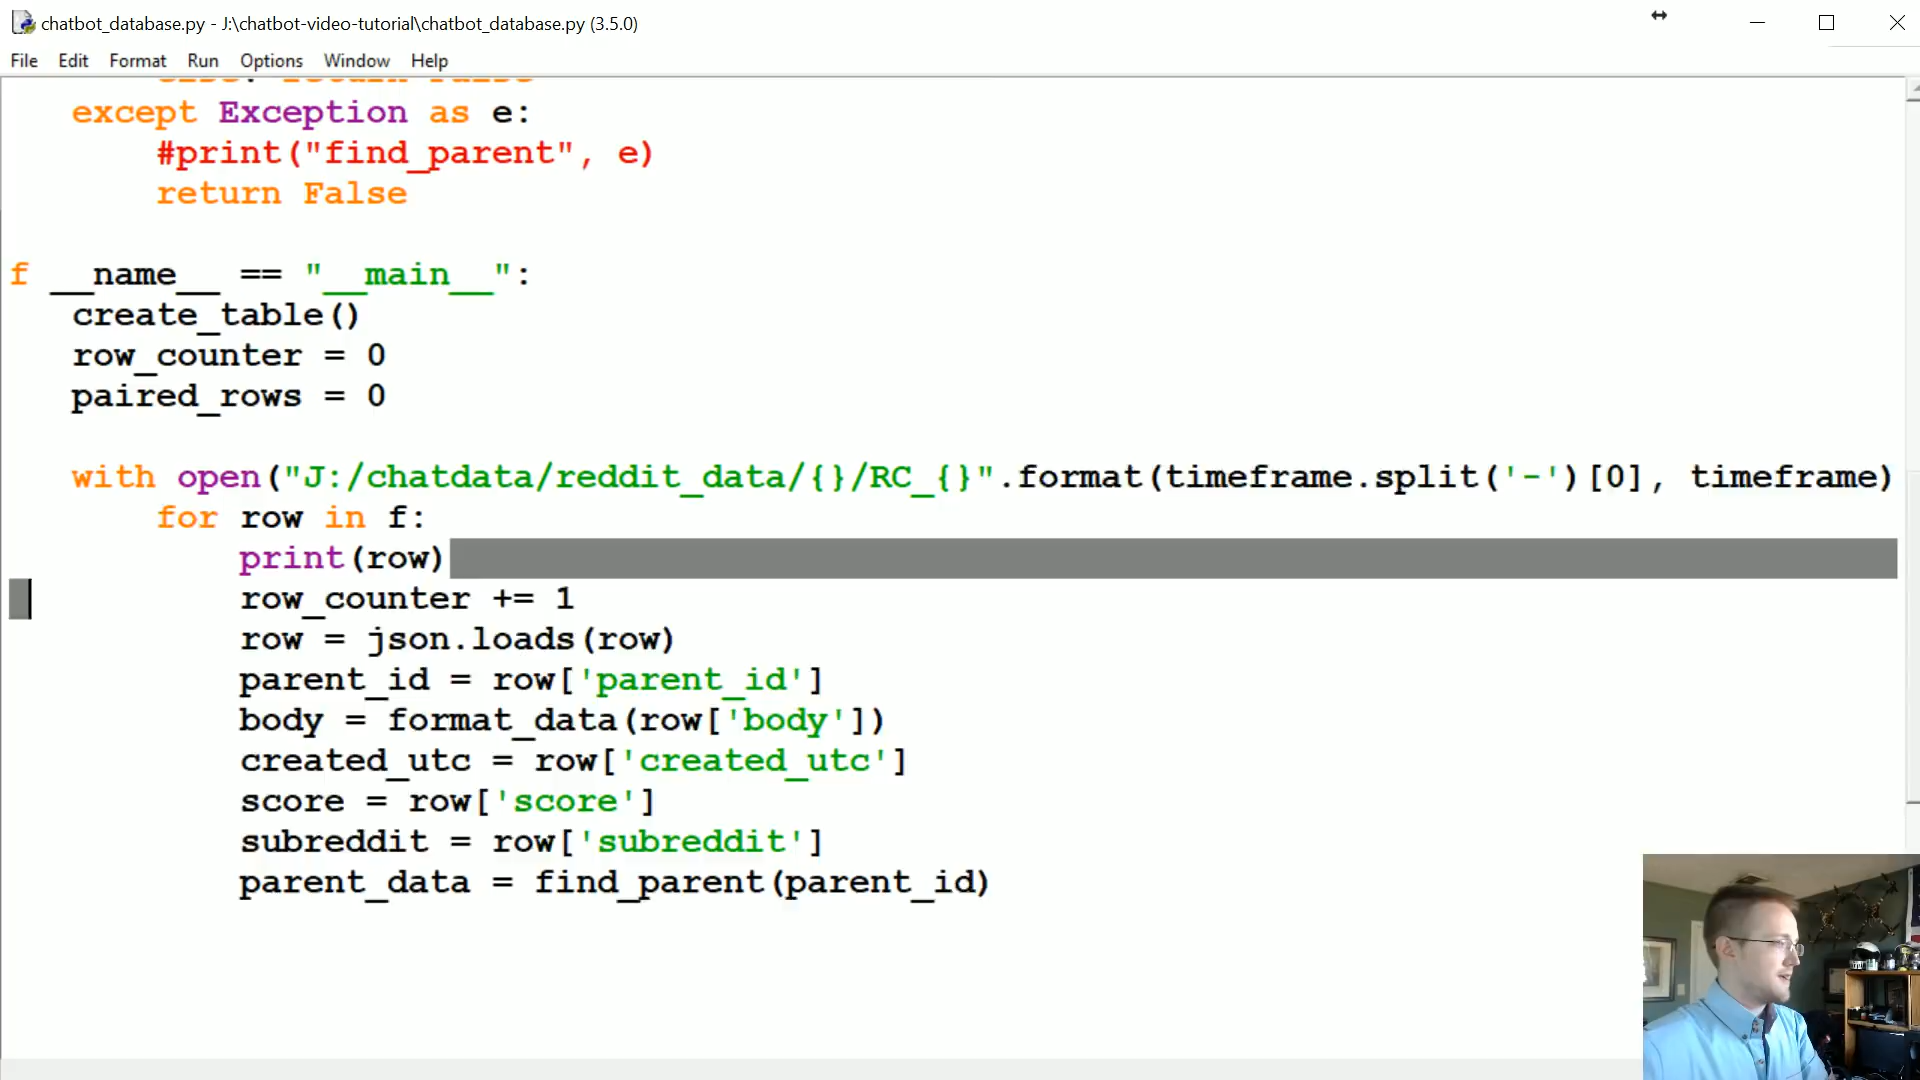 chatbot_database.py - J:\chatbot-video-tutorial\chatbot_database.py (3.5.0)
File Edit Format Run Options Window Help
else: return False
except Exception as e:
#print("find_parent", e)
return False
f __name__ == "__main__":
create_table()
row_counter = 0
paired_rows = 0
with open("J:/chatdata/reddit_data/{}/RC_{}".format(timeframe.split('-')[0], timeframe)
for row in f:
print(row)
row_counter += 1
row = json.loads(row)
parent_id = row['parent_id']
body = format_data(row['body'])
created_utc = row['created_utc']
score = row['score']
subreddit = row['subreddit']
parent_data = find_parent(parent_id)